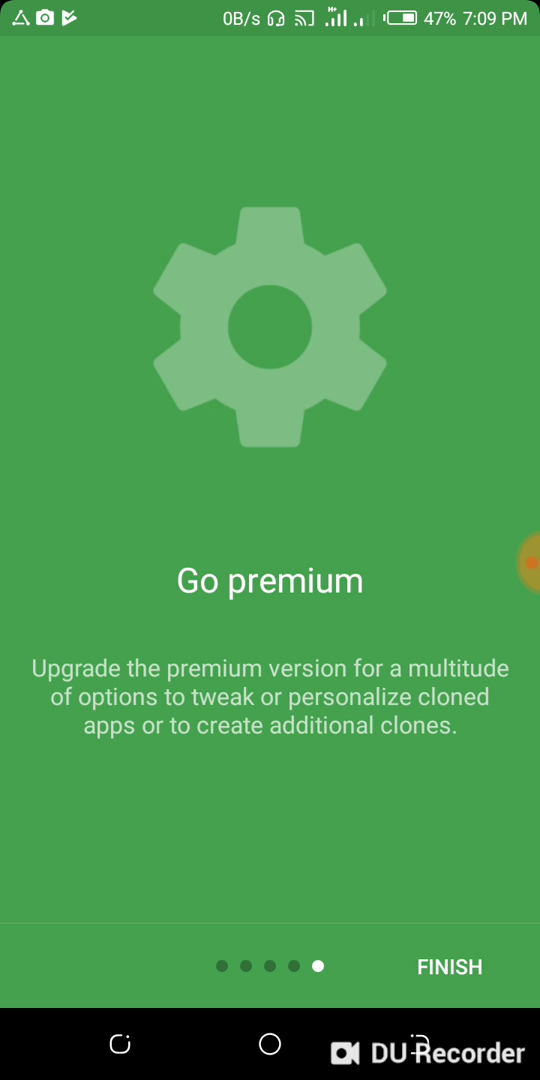 0B/s H+ 47% 7:09 PM
Go premium
Upgrade the premium version for a multitude
of options to tweak or personalize cloned
apps or to create additional clones.
FINISH
DU Recorder